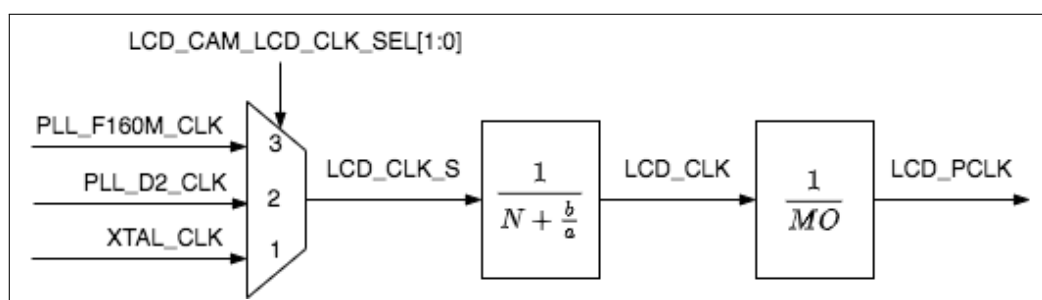 LCD_CAM_LCD_CLK_SEL[1:0]
PLL_F160M_CLK
3
PLL_D2_CLK
2
XTAL_CLK
1
LCD_CLK_S
1
N + b/a
LCD_CLK
1
MO
LCD_PCLK